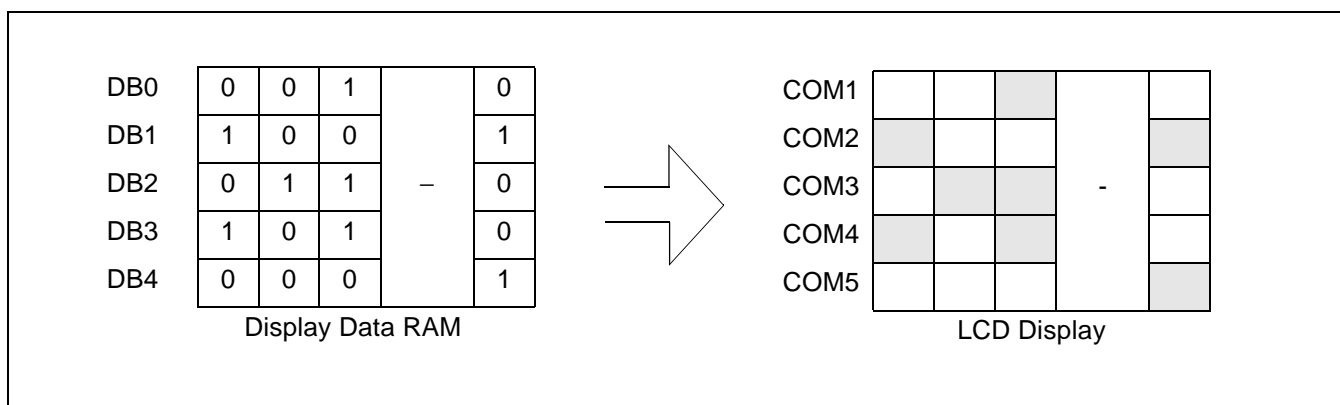 DB0 0 0 1 0
DB1 1 0 0 1
DB2 0 1 1 – 0
DB3 1 0 1 0
DB4 0 0 0 1
Display Data RAM
COM1
COM2
COM3 -
COM4
COM5
LCD Display